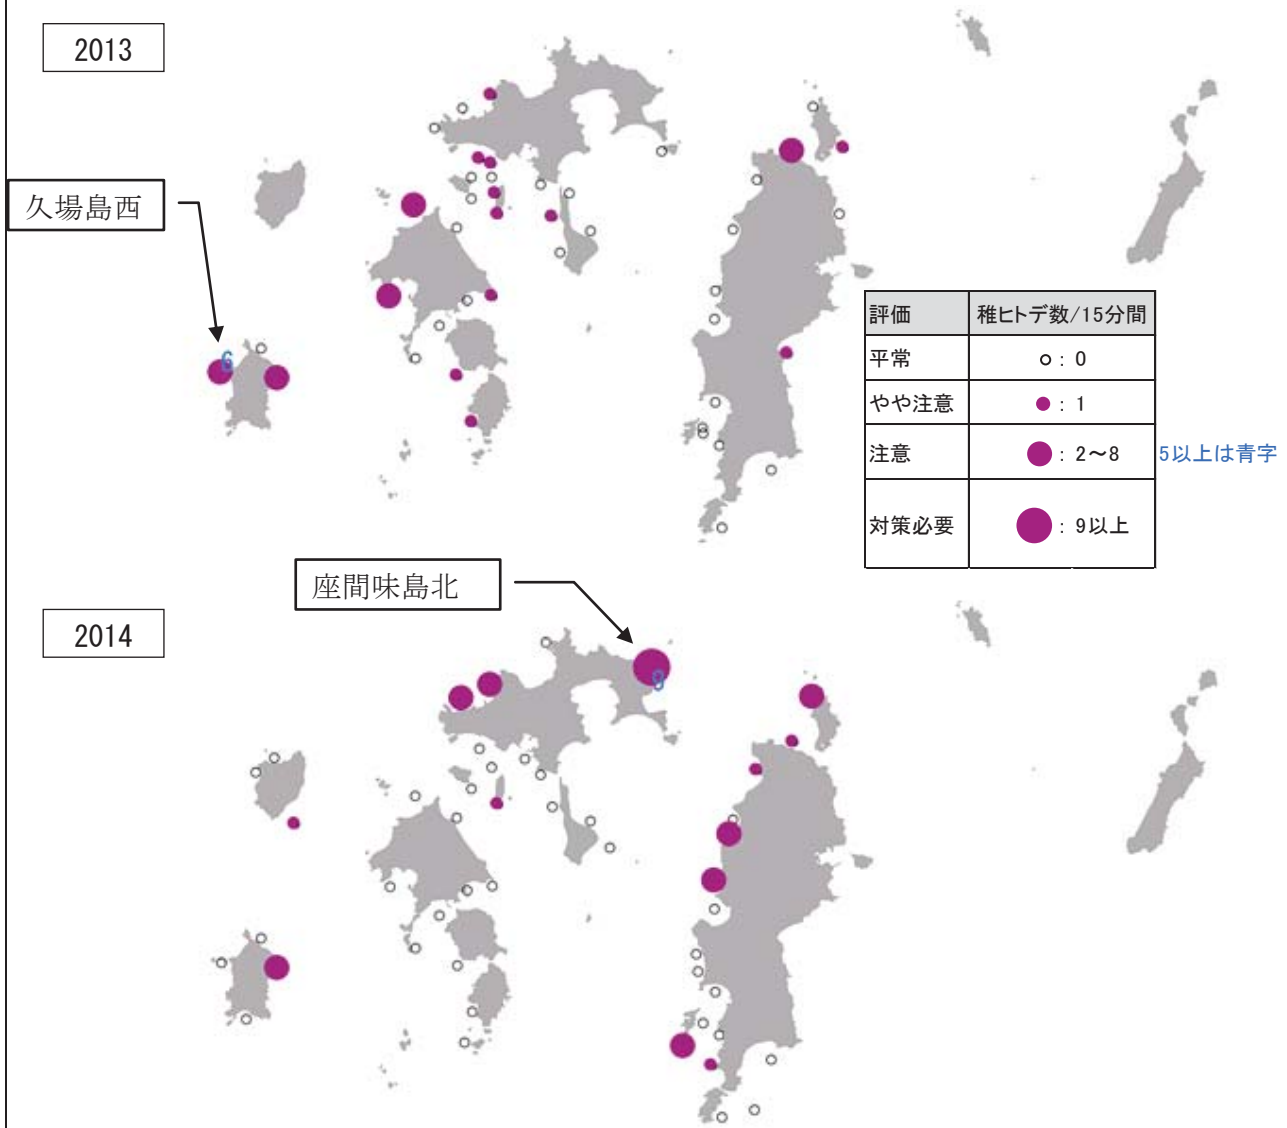 2013
久場島西
6
評価 稚ヒトデ数/15分間
平常 : 0
やや注意 : 1
注意 : 2～8 5以上は青字
対策必要 : 9以上
座間味島北
2014
9